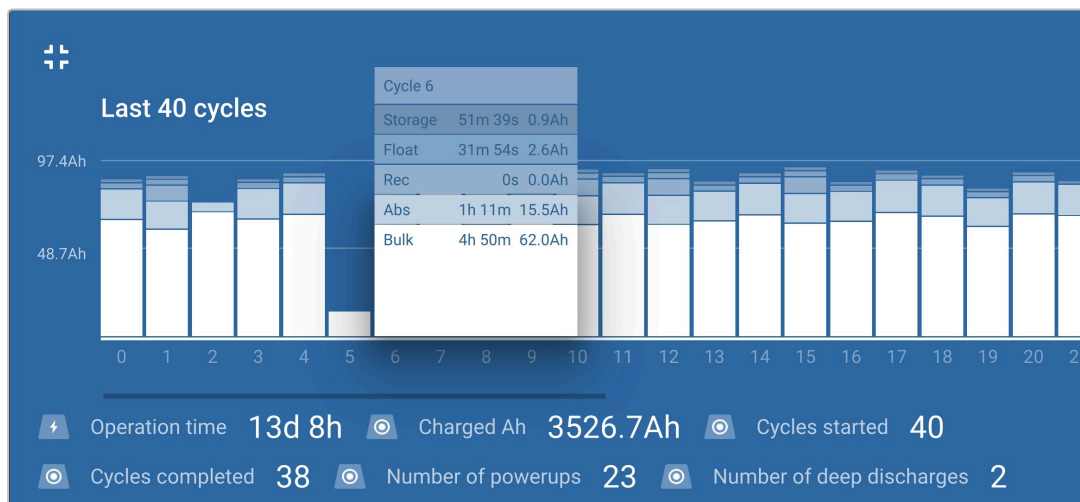 Cycle 6
Last 40 cycles
Storage 51m 39s 0.9Ah
Float 31m 54s 2.6Ah
97.4Ah
Rec 0s 0.0Ah
Abs 1h 11m 15.5Ah
Bulk 4h 50m 62.0Ah
48.7Ah
0 1 2 3 4 5 6 7 8 9 10 11 12 13 14 15 16 17 18 19 20
Operation time 13d 8h Charged Ah 3526.7Ah Cycles started 40
Cycles completed 38 Number of powerups 23 Number of deep discharges 2